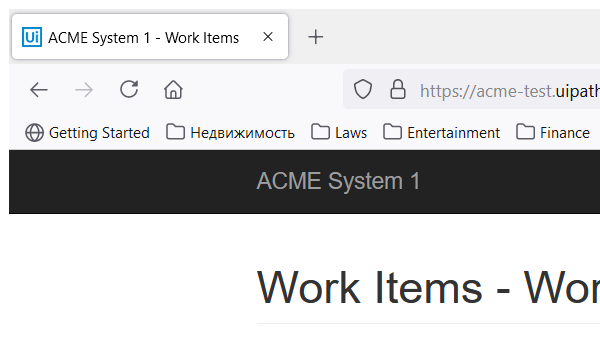 Ui ACME System 1 - Work Items
https://acme-test.uipath
Getting Started Недвижимость Laws Entertainment Finance
ACME System 1
Work Items - Wor